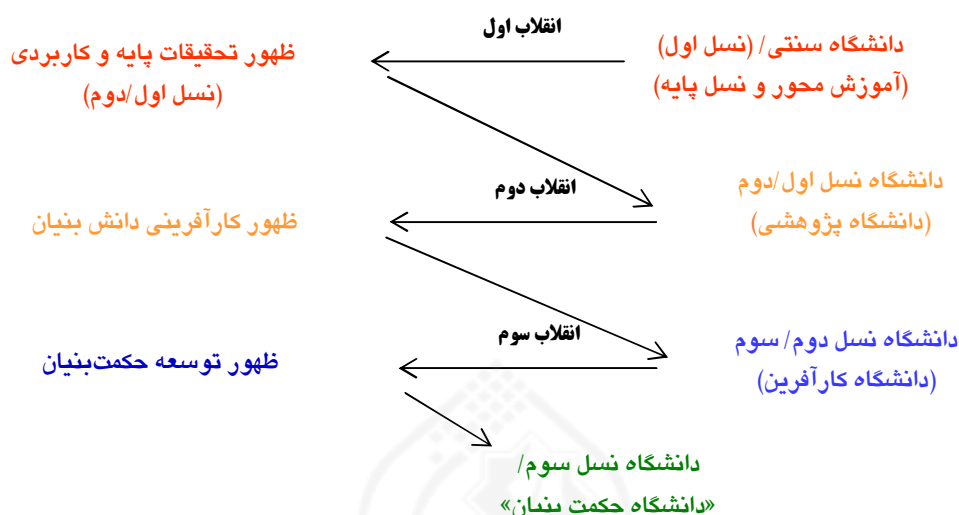 انقلاب اول
دانشگاه سنتی/ (نسل اول)
(آموزش محور و نسل پایه)
ظهور تحقیقات پایه و کاربردی
(نسل اول/دوم)
انقلاب دوم
دانشگاه نسل اول/دوم
(دانشگاه پژوهشی)
ظهور کارآفرینی دانش بنیان
انقلاب سوم
دانشگاه نسل دوم/ سوم
(دانشگاه کارآفرین)
ظهور توسعه حکمت‌بنیان
دانشگاه نسل سوم/
«دانشگاه حکمت بنیان»